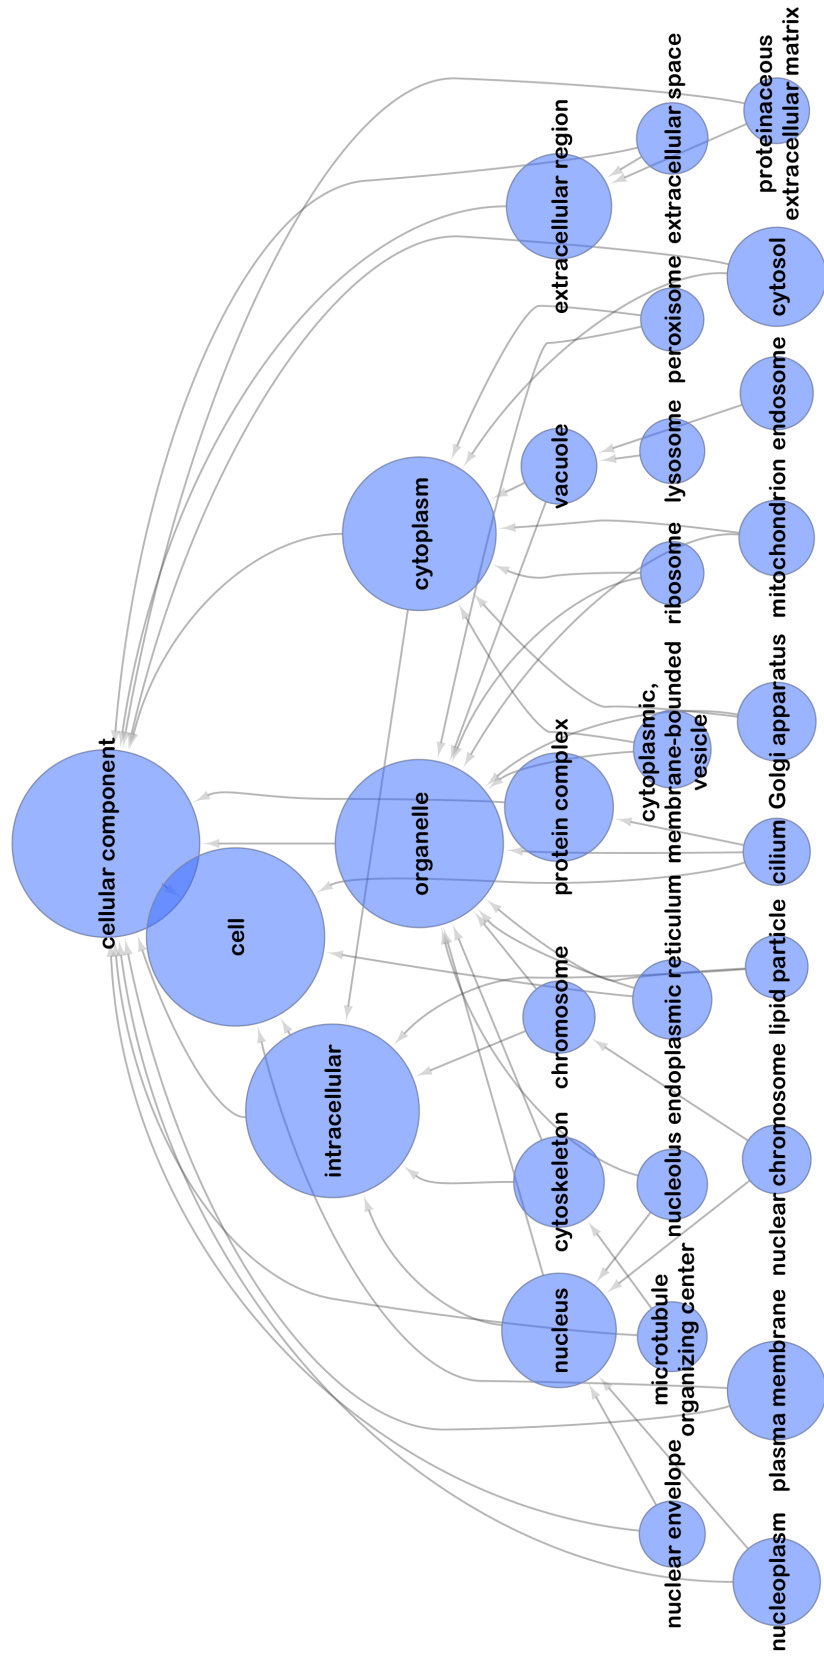 cellular component
cell
intracellular
organelle
cytoplasm
nucleus
cytoskeleton
chromosome
protein complex
vacuole
extracellular region
nuclear envelope
microtubule
organizing center
nucleolus
endoplasmic reticulum
cytoplasmic,
membrane-bounded
vesicle
ribosome
lysosome
peroxisome
extracellular space
nucleoplasm
plasma membrane
nuclear chromosome
lipid particle
cilium
Golgi apparatus
mitochondrion
endosome
cytosol
proteinaceous
extracellular matrix